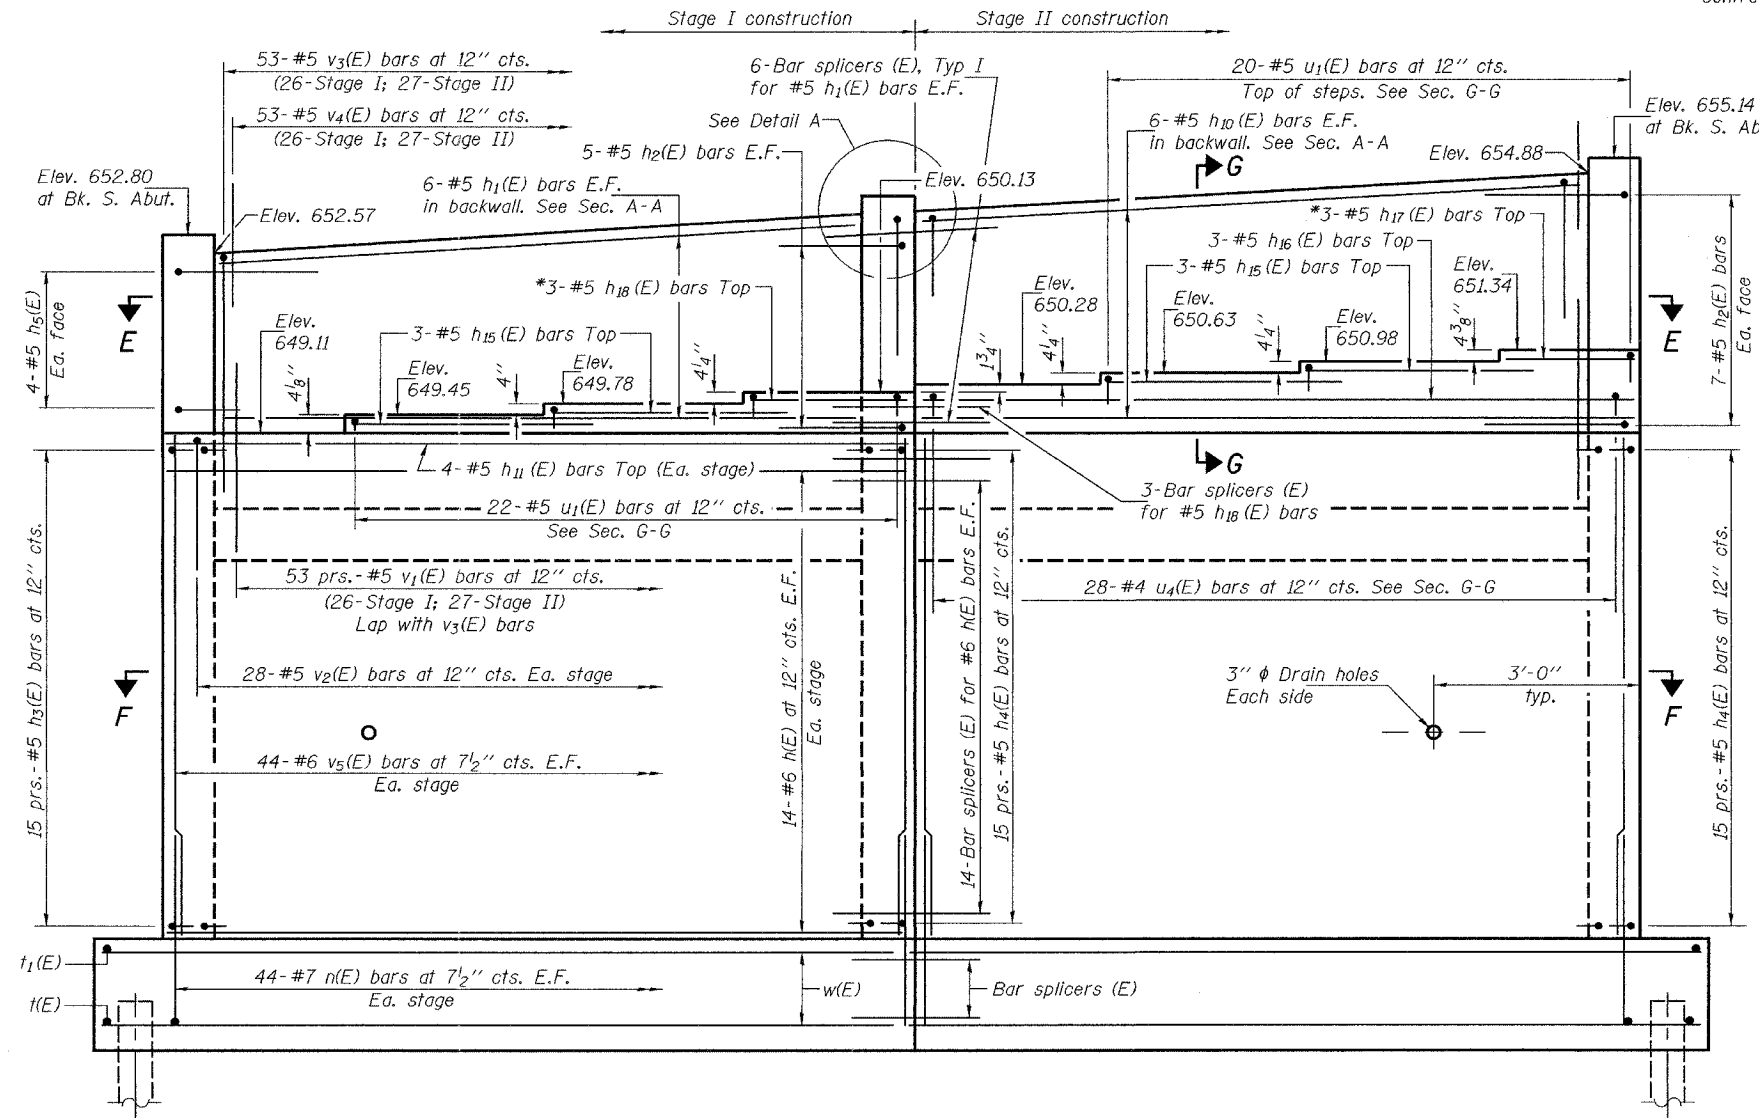 Stage I construction
Stage II construction
53-#5 v3(E) bars at 12" cts.
(26-Stage I; 27-Stage II)
53-#5 v4(E) bars at 12" cts.
(26-Stage I; 27-Stage II)
6-Bar splicers (E), Typ I
for #5 h1(E) bars E.F.
See Detail A
5-#5 h2(E) bars E.F.
20-#5 u1(E) bars at 12" cts.
Top of steps. See Sec. G-G
6-#5 h10(E) bars E.F.
in backwall. See Sec. A-A
Elev. 655.14
at Bk. S.
G
Elev. 654.88
Elev. 652.80
at Bk. S. Abut.
6-#5 h1(E) bars E.F.
in backwall. See Sec. A-A
Elev. 650.13
Elev. 652.57
*3-#5 h17(E) bars Top
3-#5 h16(E) bars Top
3-#5 h15(E) bars Top
*3-#5 h18(E) bars Top
Elev.
650.28
Elev.
650.63
Elev.
650.98
Elev.
651.34
4-#5 h5(E)
Ea. face
E
Elev.
649.11
3-#5 h15(E) bars Top
Elev.
649.45
Elev.
649.78
4 1/8"
4"
4 1/4"
1 3/4"
4 1/4"
4 1/4"
4 3/8"
E
7-#5 h2(E) bars
Ea. face
4-#5 h11(E) bars Top (Ea. stage)
G
3-Bar splicers (E)
for #5 h18(E) bars
22-#5 u1(E) bars at 12" cts.
See Sec. G-G
53 prs.-#5 v1(E) bars at 12" cts.
(26-Stage I; 27-Stage II)
Lap with v3(E) bars
28-#4 u4(E) bars at 12" cts. See Sec. G-G
15 prs.-#5 h3(E) bars at 12" cts.
14-#6 h(E) at 12" cts. E.F.
Ea. stage
14-Bar splicers (E) for #6 h(E) bars E.F.
15 prs.-#5 h4(E) bars at 12" cts.
15 prs.-#5 h4(E) bars at 12" cts.
28-#5 v2(E) bars at 12" cts. Ea. stage
3" ϕ Drain holes
Each side
3'-0"
typ.
F
F
44-#6 v5(E) bars at 7 1/2" cts. E.F.
Ea. stage
t1(E)
t(E)
44-#7 n(E) bars at 7 1/2" cts. E.F.
Ea. stage
w(E)
Bar splicers (E)